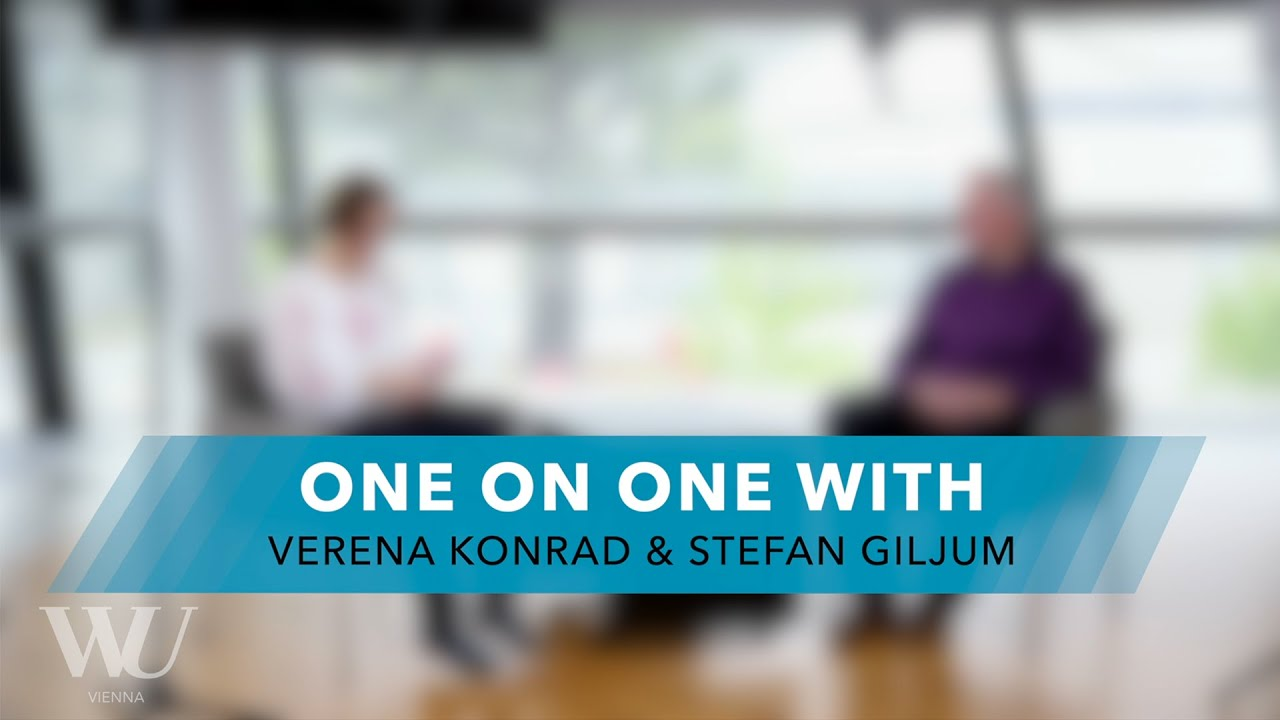 ONE ON ONE WITH
VERENA KONRAD & STEFAN GILJUM
WU
VIENNA